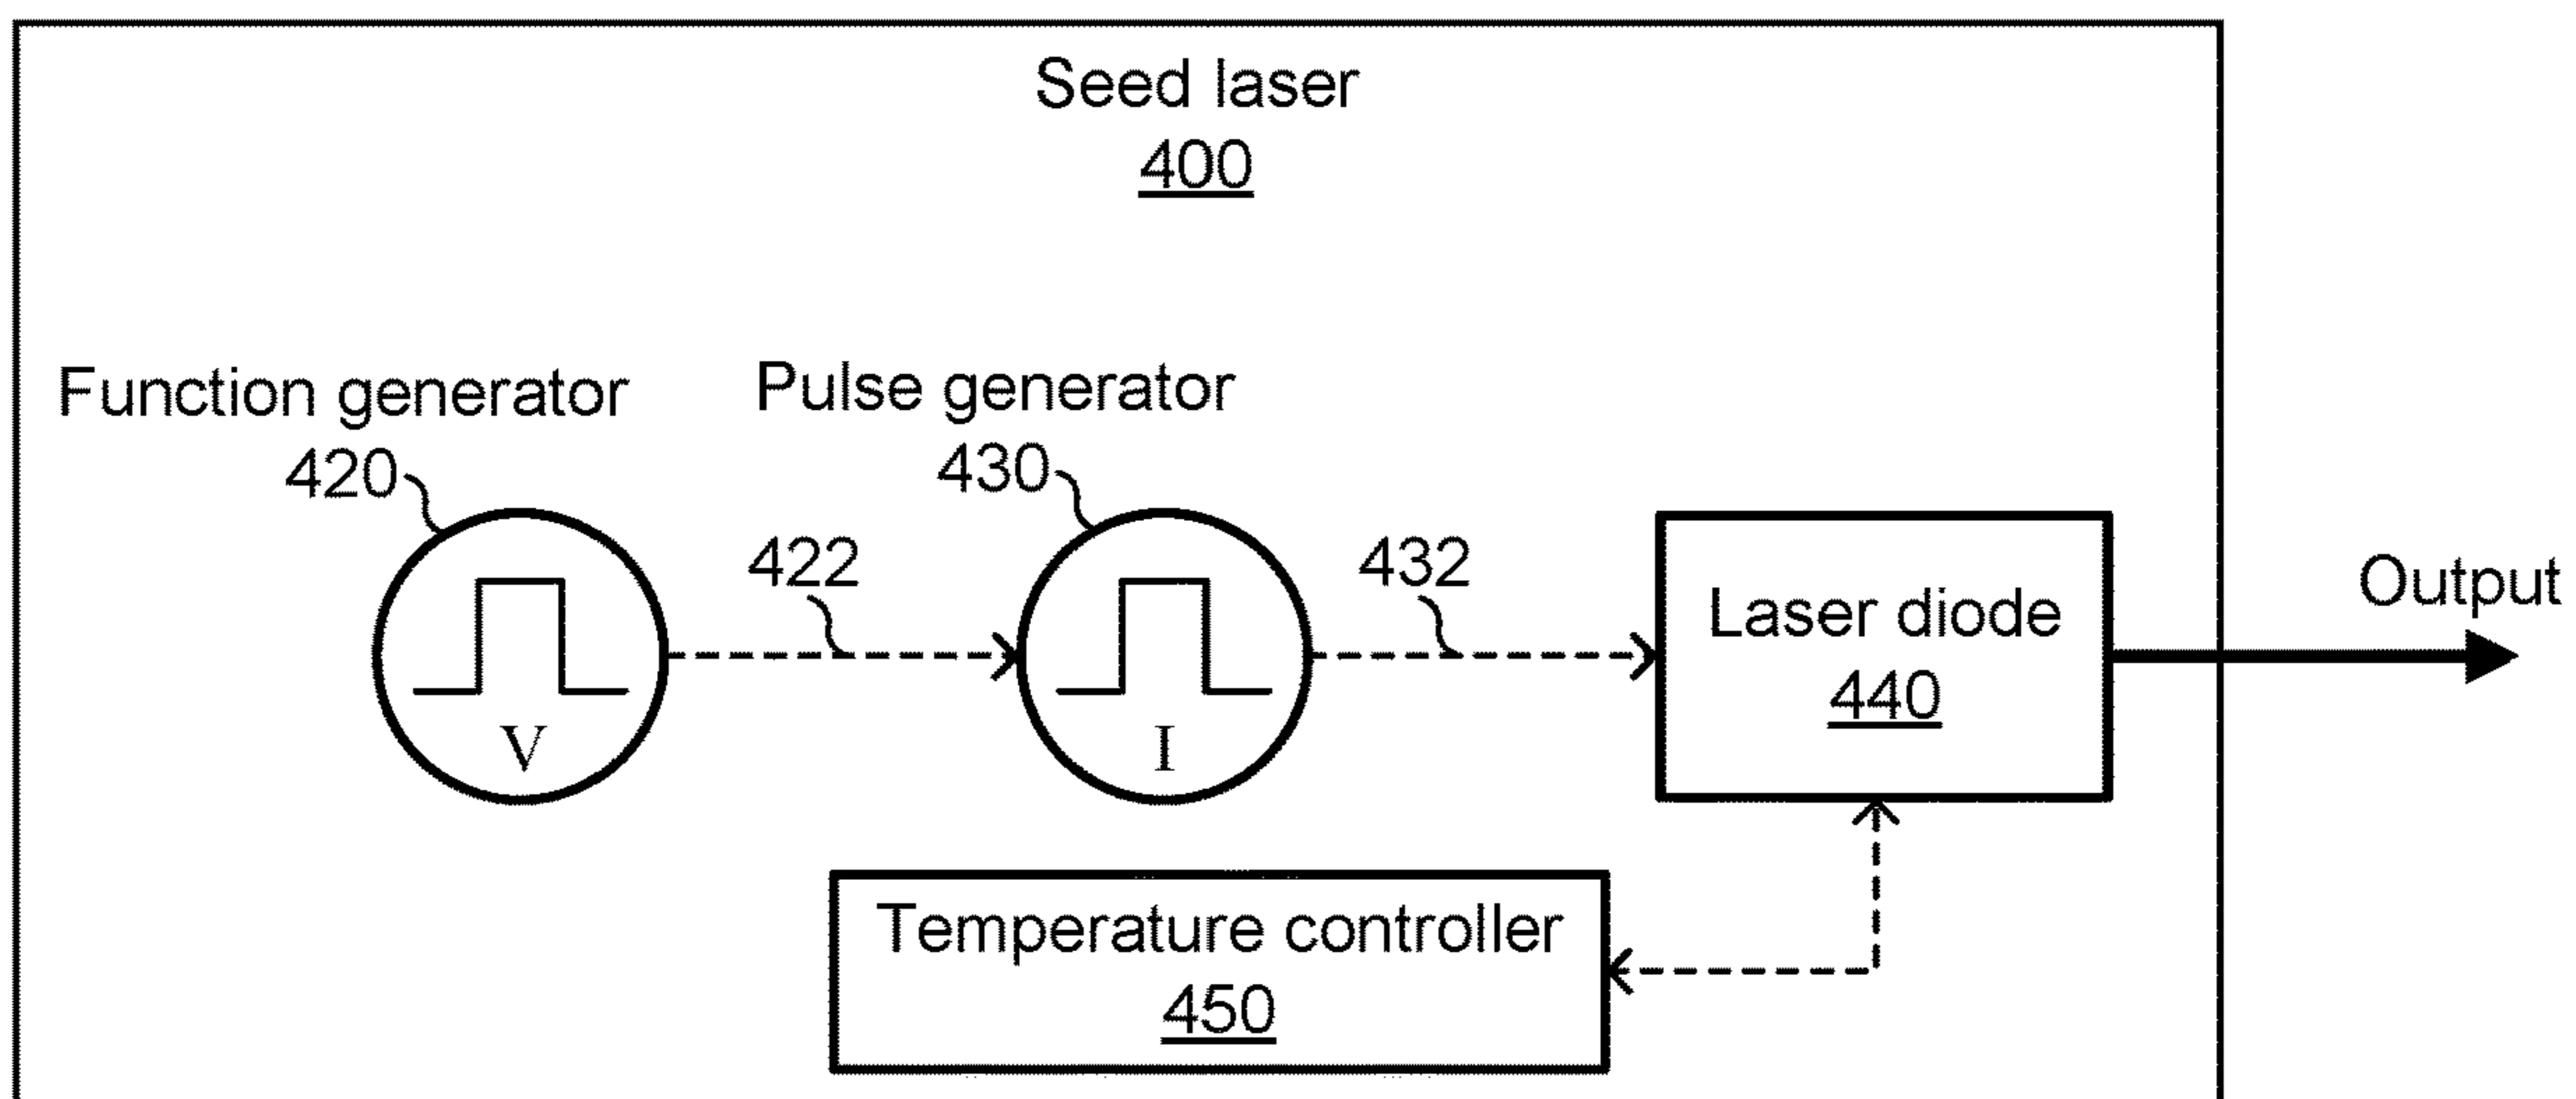 Seed laser
400
Function generator
420
Pulse generator
430
422
432
V
I
Laser diode
440
Output
Temperature controller
450